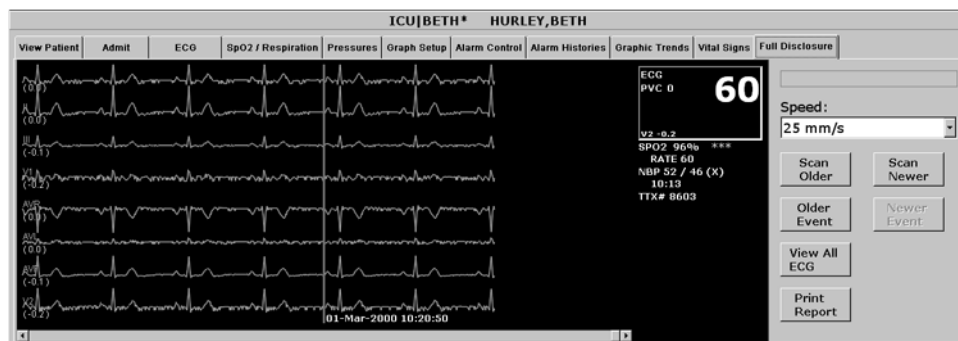 ICU|BETH* HURLEY,BETH
View Patient Admit ECG SpO2 / Respiration Pressures Graph Setup Alarm Control Alarm Histories Graphic Trends Vital Signs Full Disclosure
(0.0)
II
(0.0)
III
(-0.1)
V1
(-0.2)
AVR
(0.0)
AVL
(0.0)
AVF
(-0.1)
V2
(-0.2)
01-Mar-2000 10:20:50
ECG
PVC 0
60
V2 -0.2
SPO2 96% ***
RATE 60
NBP 52 / 46 (X)
10:13
TTX# 8603
Speed:
25 mm/s
Scan Older
Scan Newer
Older Event
Newer Event
View All ECG
Print Report